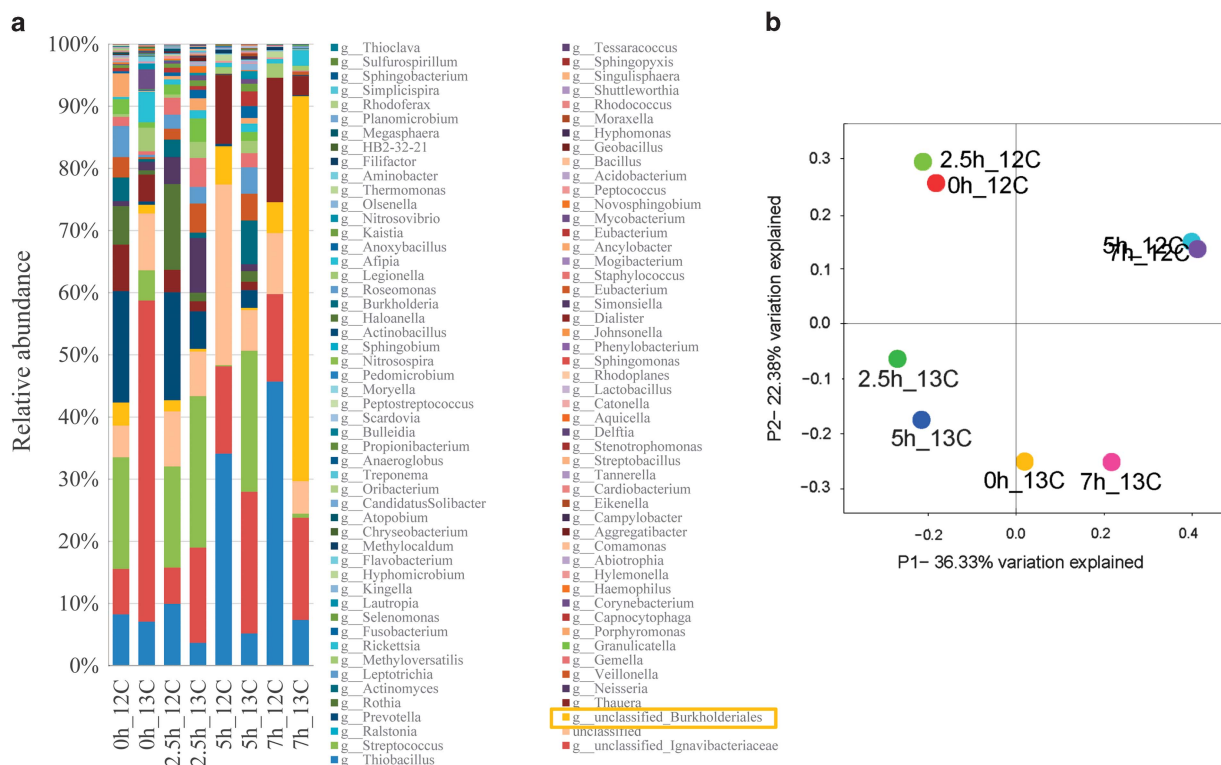 a
Relative abundance
100%
90%
80%
70%
60%
50%
40%
30%
20%
10%
0%
0h_12C
0h_13C
2.5h_12C
2.5h_13C
5h_12C
5h_13C
7h_12C
7h_13C
g__Thioclava
g__Sulfurospirillum
g__Sphingobacterium
g__Simplicispira
g__Rhodoferax
g__Planomicrobium
g__Megasphaera
g__HB2-32-21
g__Filifactor
g__Aminobacter
g__Thermomonas
g__Olsenella
g__Nitrosovibrio
g__Kaistia
g__Anoxybacillus
g__Afipia
g__Legionella
g__Roseomonas
g__Burkholderia
g__Haloanella
g__Actinobacillus
g__Sphingobium
g__Nitrosospira
g__Pedomicrobium
g__Moryella
g__Peptostreptococcus
g__Scardovia
g__Bulleidia
g__Propionibacterium
g__Anaeroglobus
g__Treponema
g__Oribacterium
g__CandidatusSolibacter
g__Atopobium
g__Chryseobacterium
g__Methylocaldum
g__Flavobacterium
g__Hyphomicrobium
g__Kingella
g__Lautropia
g__Selenomonas
g__Fusobacterium
g__Rickettsia
g__Methyloversatilis
g__Leptotrichia
g__Actinomyces
g__Rothia
g__Prevotella
g__Ralstonia
g__Streptococcus
g__Thiobacillus
g__Tessaracoccus
g__Sphingopyxis
g__Singulisphaera
g__Shuttleworthia
g__Rhodococcus
g__Moraxella
g__Hyphomonas
g__Geobacillus
g__Bacillus
g__Acidobacterium
g__Peptococcus
g__Novosphingobium
g__Mycobacterium
g__Eubacterium
g__Ancylobacter
g__Mogibacterium
g__Staphylococcus
g__Eubacterium
g__Simonsiella
g__Dialister
g__Johnsonella
g__Phenylobacterium
g__Sphingomonas
g__Rhodoplanes
g__Lactobacillus
g__Catonella
g__Aquicella
g__Delftia
g__Stenotrophomonas
g__Streptobacillus
g__Tannerella
g__Cardiobacterium
g__Eikenella
g__Campylobacter
g__Aggregatibacter
g__Comamonas
g__Abiotrophia
g__Hylemonella
g__Haemophilus
g__Corynebacterium
g__Capnocytophaga
g__Porphyromonas
g__Granulicatella
g__Gemella
g__Veillonella
g__Neisseria
g__Thauera
g__unclassified_Burkholderiales
unclassified
g__unclassified_Ignavibacteriaceae
b
P2– 22.38% variation explained
0.3
0.2
0.1
0.0
−0.1
−0.2
−0.3
2.5h_12C
0h_12C
5h_12C
7h_12C
2.5h_13C
5h_13C
0h_13C
7h_13C
−0.2
0.0
0.2
0.4
P1– 36.33% variation explained